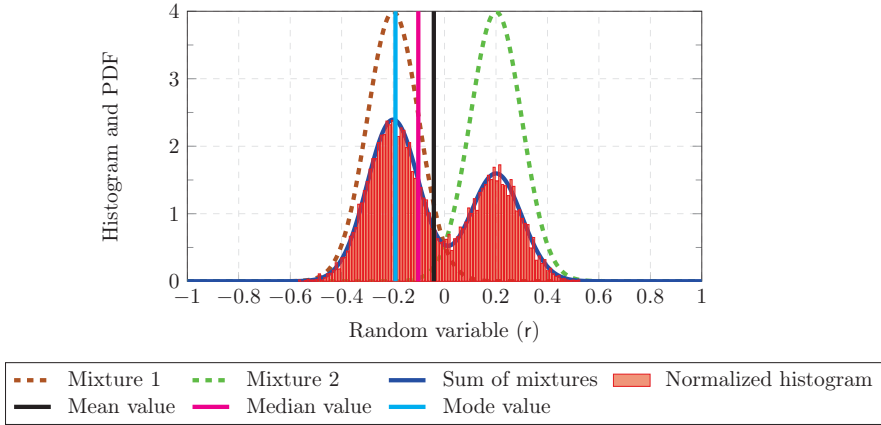 Histogram and PDF
4
3
2
1
0
−1 −0.8 −0.6 −0.4 −0.2 0 0.2 0.4 0.6 0.8 1
Random variable (r)
Mixture 1 Mixture 2 Sum of mixtures Normalized histogram
Mean value Median value Mode value